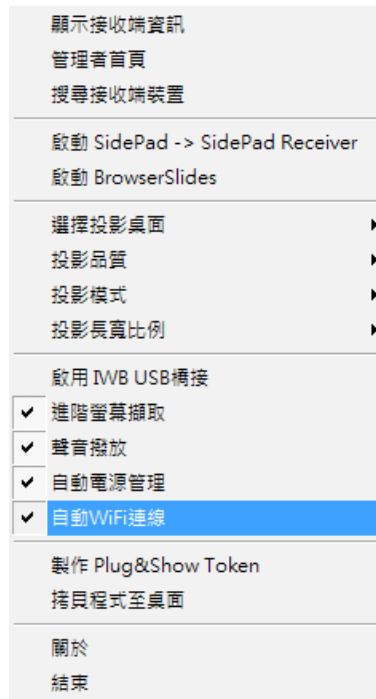 顯示接收端資訊
管理者首頁
搜尋接收端裝置
啟動 SidePad -> SidePad Receiver
啟動 BrowserSlides
選擇投影桌面
投影品質
投影模式
投影長寬比例
啟用 IWB USB橋接
進階螢幕擷取
聲音撥放
自動電源管理
自動WiFi連線
製作 Plug&Show Token
拷貝程式至桌面
關於
結束